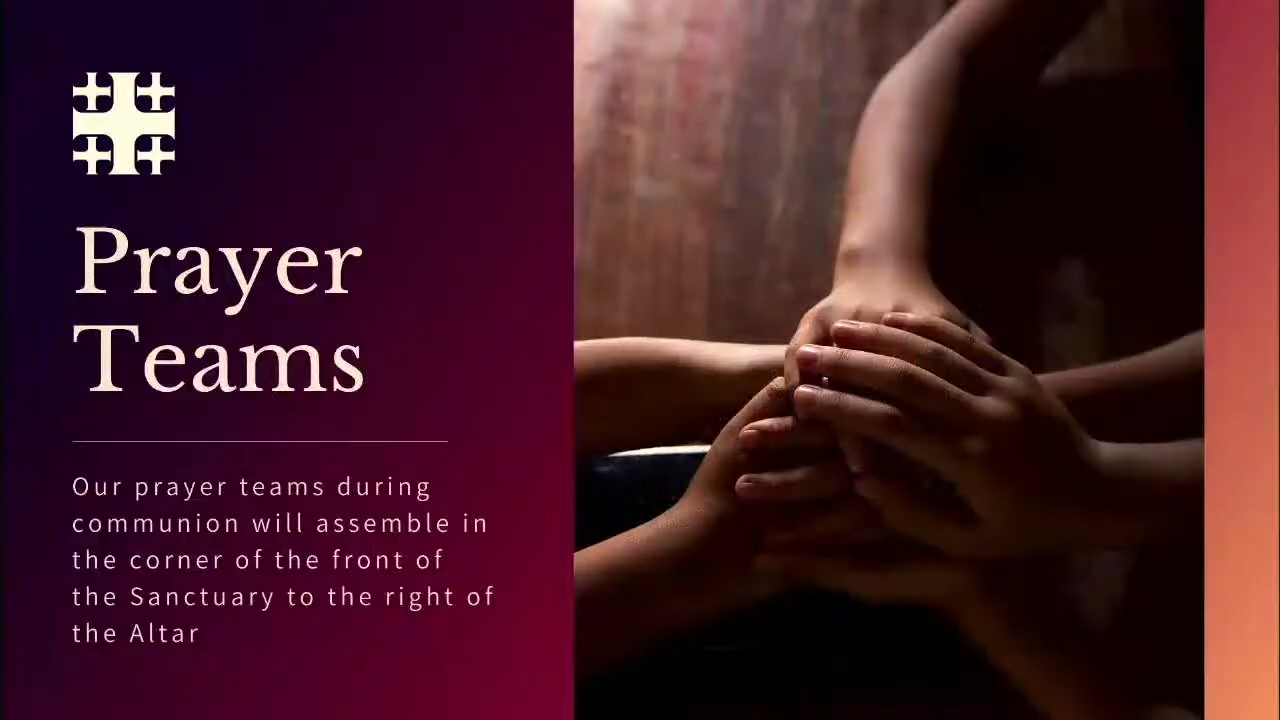 Prayer
Teams
Our prayer teams during
communion will assemble in
the corner of the front of
the Sanctuary to the right of
the Altar